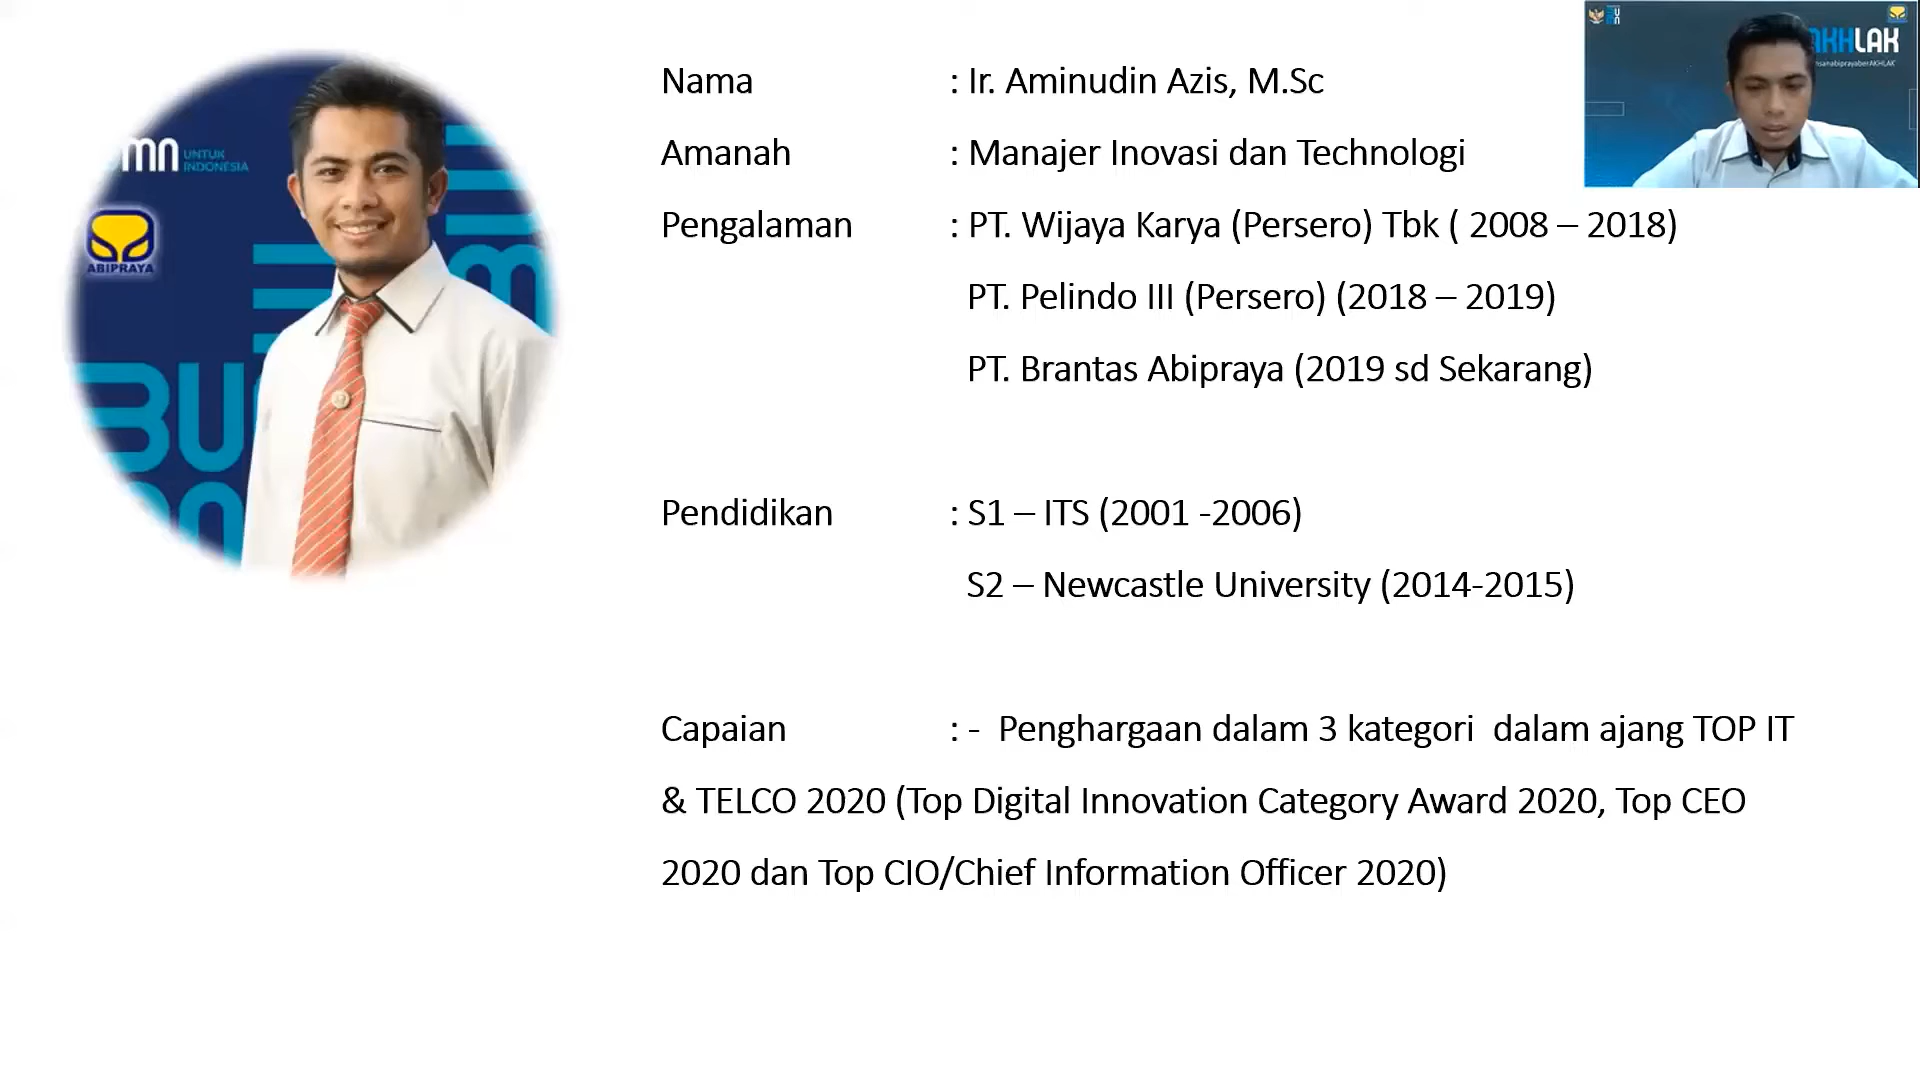 Nama : Ir. Aminudin Azis, M.Sc
Amanah : Manajer Inovasi dan Technologi
Pengalaman : PT. Wijaya Karya (Persero) Tbk ( 2008 – 2018)
PT. Pelindo III (Persero) (2018 – 2019)
PT. Brantas Abipraya (2019 sd Sekarang)
Pendidikan : S1 – ITS (2001 -2006)
S2 – Newcastle University (2014-2015)
Capaian : - Penghargaan dalam 3 kategori dalam ajang TOP IT
& TELCO 2020 (Top Digital Innovation Category Award 2020, Top CEO
2020 dan Top CIO/Chief Information Officer 2020)
UNTUK
INDONESIA
ABIPRAYA
BU
AKHLAK